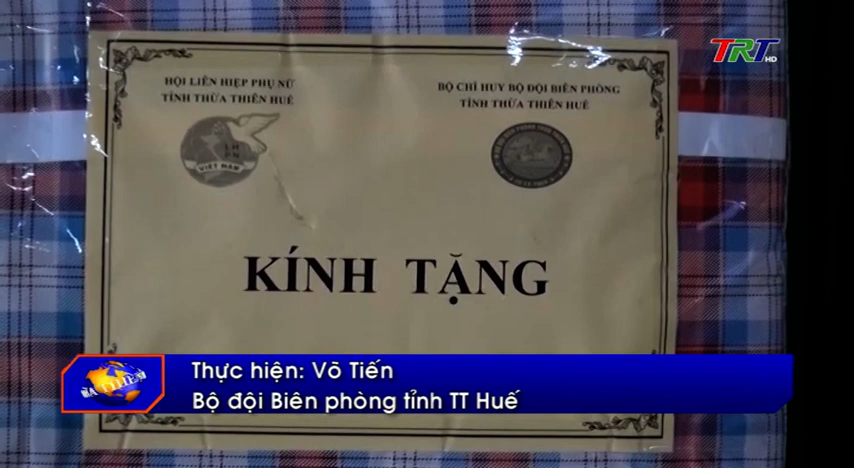 TRT HD
HỘI LIÊN HIỆP PHỤ NỮ
TỈNH THỪA THIÊN HUẾ
BỘ CHỈ HUY BỘ ĐỘI BIÊN PHÒNG
TỈNH THỪA THIÊN HUẾ
VIỆT NAM
KÍNH TẶNG
Thực hiện: Võ Tiến
Bộ đội Biên phòng tỉnh TT Huế